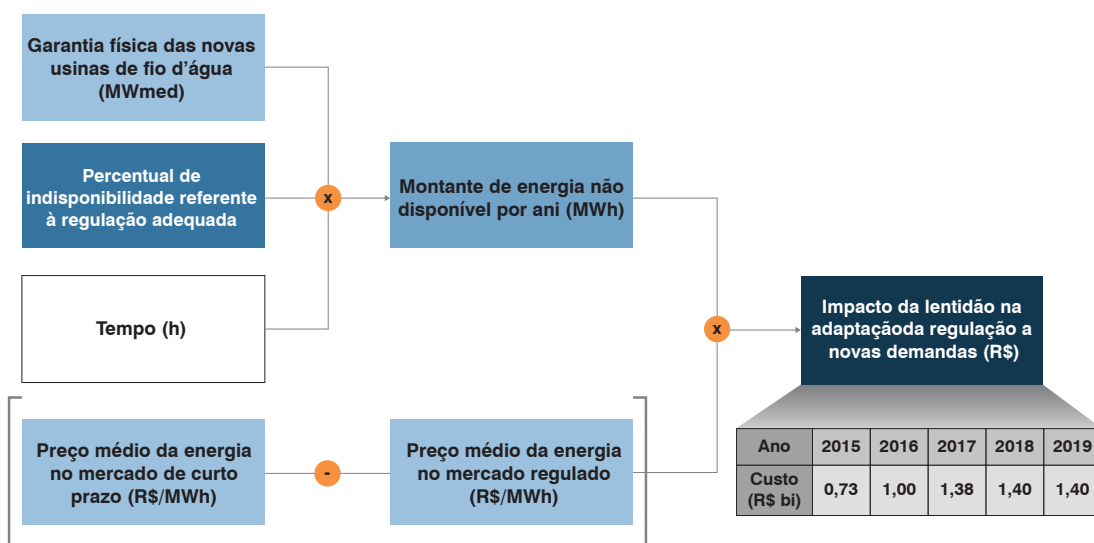 Garantia física das novas
usinas de fio d'água
(MWmed)
Percentual de
indisponibilidade referente
à regulação adequada
x
Montante de energia não
disponível por ani (MWh)
Tempo (h)
x
Impacto da lentidão na
adaptaçãoda regulação a
novas demandas (R$)
Preço médio da energia
no mercado de curto
prazo (R$/MWh)
-
Preço médio da energia
no mercado regulado
(R$/MWh)
Ano 2015 2016 2017 2018 2019
Custo
(R$ bi) 0,73 1,00 1,38 1,40 1,40